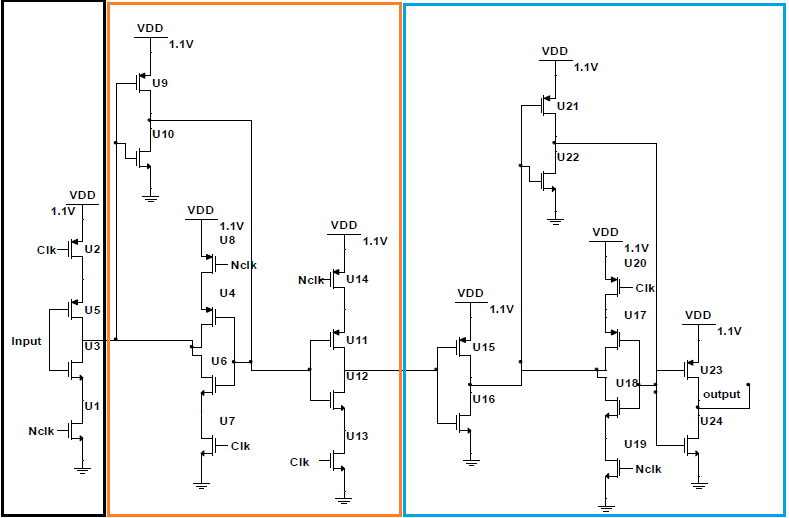 VDD
1.1V
U9
U10
VDD
1.1V
Clk
U2
U5
Input
U3
U1
Nclk
VDD
1.1V
U8
Nclk
U4
U6
U7
Clk
VDD
1.1V
Nclk
U14
U11
U12
U13
Clk
VDD
1.1V
U21
U22
VDD
1.1V
U15
U16
VDD
1.1V
U20
Clk
U17
U18
U19
Nclk
VDD
1.1V
U23
output
U24